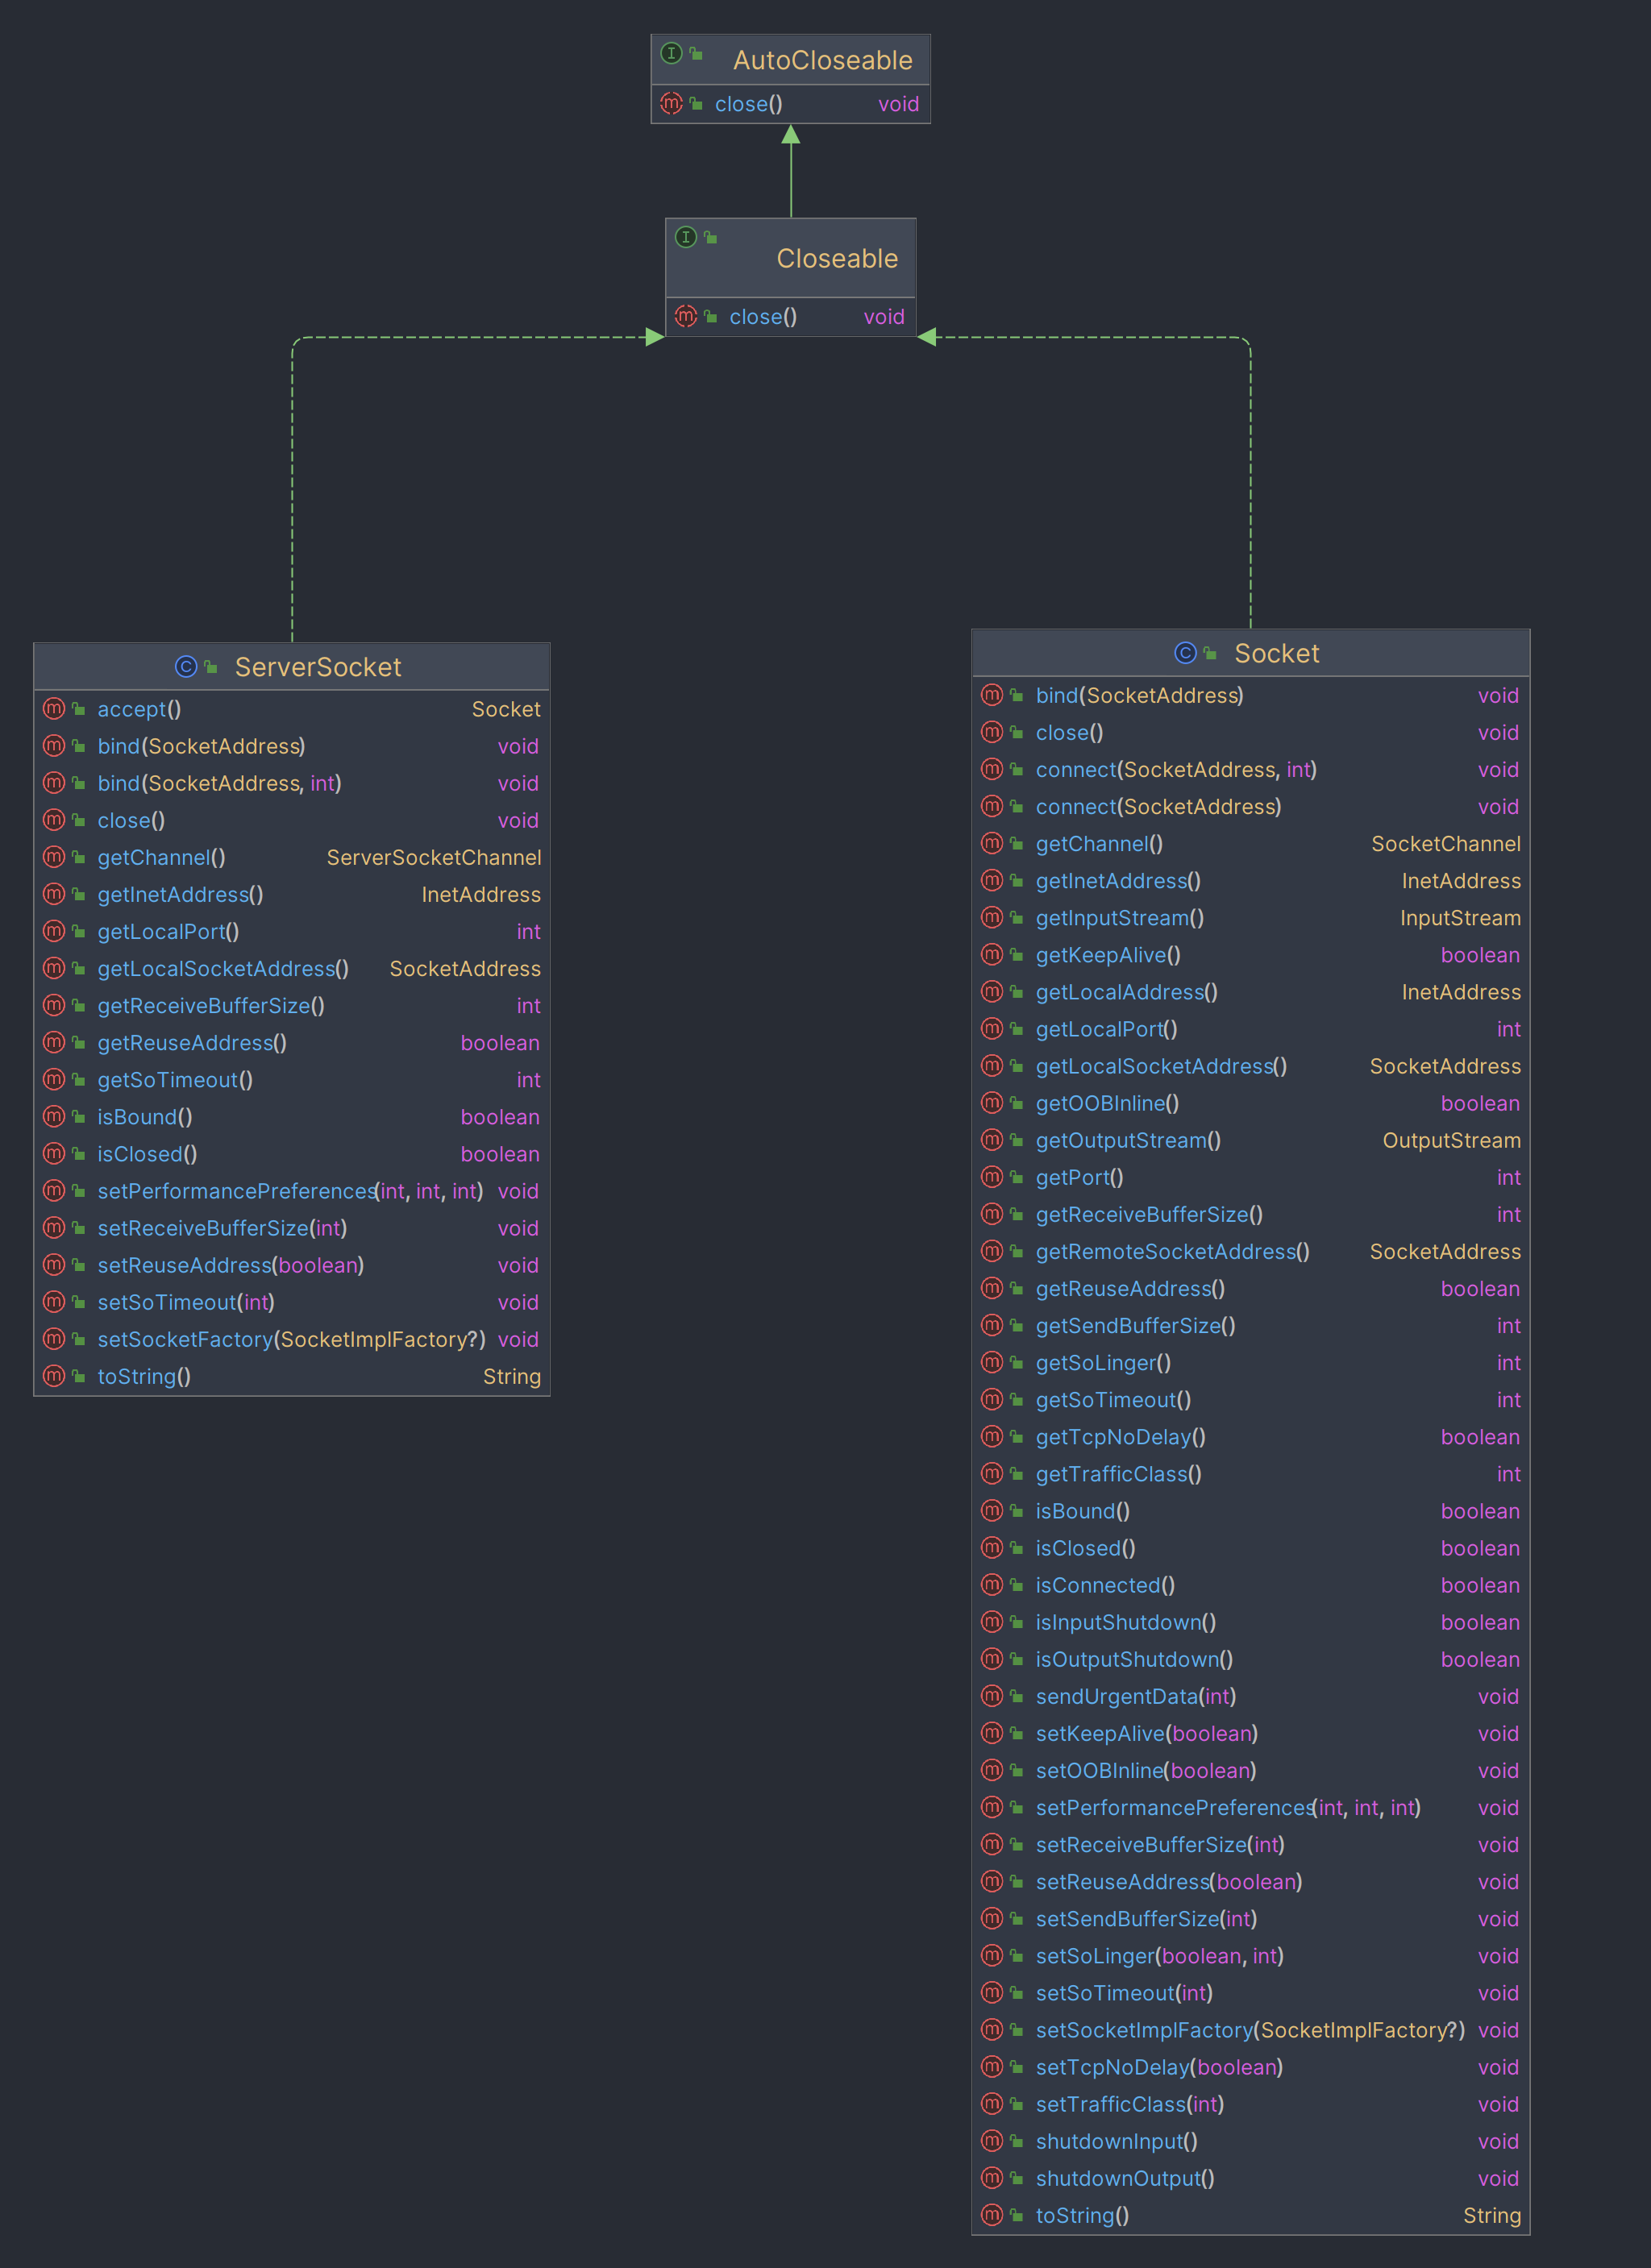 I AutoCloseable
m close() void
I Closeable
m close() void
C ServerSocket
m accept() Socket
m bind(SocketAddress) void
m bind(SocketAddress, int) void
m close() void
m getChannel() ServerSocketChannel
m getInetAddress() InetAddress
m getLocalPort() int
m getLocalSocketAddress() SocketAddress
m getReceiveBufferSize() int
m getReuseAddress() boolean
m getSoTimeout() int
m isBound() boolean
m isClosed() boolean
m setPerformancePreferences(int, int, int) void
m setReceiveBufferSize(int) void
m setReuseAddress(boolean) void
m setSoTimeout(int) void
m setSocketFactory(SocketImplFactory?) void
m toString() String
C Socket
m bind(SocketAddress) void
m close() void
m connect(SocketAddress, int) void
m connect(SocketAddress) void
m getChannel() SocketChannel
m getInetAddress() InetAddress
m getInputStream() InputStream
m getKeepAlive() boolean
m getLocalAddress() InetAddress
m getLocalPort() int
m getLocalSocketAddress() SocketAddress
m getOOBInline() boolean
m getOutputStream() OutputStream
m getPort() int
m getReceiveBufferSize() int
m getRemoteSocketAddress() SocketAddress
m getReuseAddress() boolean
m getSendBufferSize() int
m getSoLinger() int
m getSoTimeout() int
m getTcpNoDelay() boolean
m getTrafficClass() int
m isBound() boolean
m isClosed() boolean
m isConnected() boolean
m isInputShutdown() boolean
m isOutputShutdown() boolean
m sendUrgentData(int) void
m setKeepAlive(boolean) void
m setOOBInline(boolean) void
m setPerformancePreferences(int, int, int) void
m setReceiveBufferSize(int) void
m setReuseAddress(boolean) void
m setSendBufferSize(int) void
m setSoLinger(boolean, int) void
m setSoTimeout(int) void
m setSocketImplFactory(SocketImplFactory?) void
m setTcpNoDelay(boolean) void
m setTrafficClass(int) void
m shutdownInput() void
m shutdownOutput() void
m toString() String